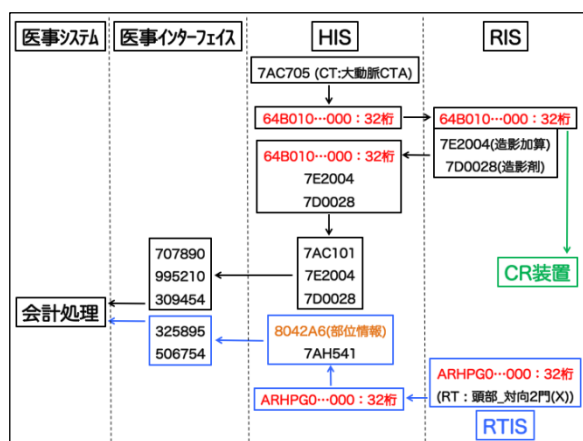 医事システム
医事インターフェイス
HIS
RIS
7AC705 (CT:大動脈CTA)
64B010…000：32桁
64B010…000：32桁
7E2004(造影加算)
7D0028(造影剤)
64B010…000：32桁
7E2004
7D0028
7AC101
7E2004
7D0028
707890
995210
309454
CR装置
会計処理
325895
506754
8042A6(部位情報)
7AH541
ARHPG0…000：32桁
ARHPG0…000：32桁
(RT：頭部_対向2門(X))
RTIS